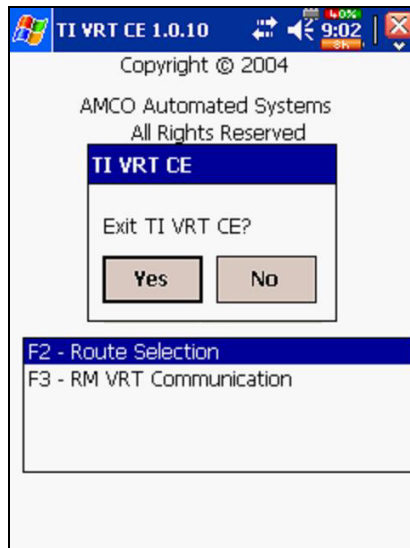 TI VRT CE 1.0.10
40%
9:02
8h
Copyright © 2004
AMCO Automated Systems
All Rights Reserved
TI VRT CE
Exit TI VRT CE?
Yes No
F2 - Route Selection
F3 - RM VRT Communication